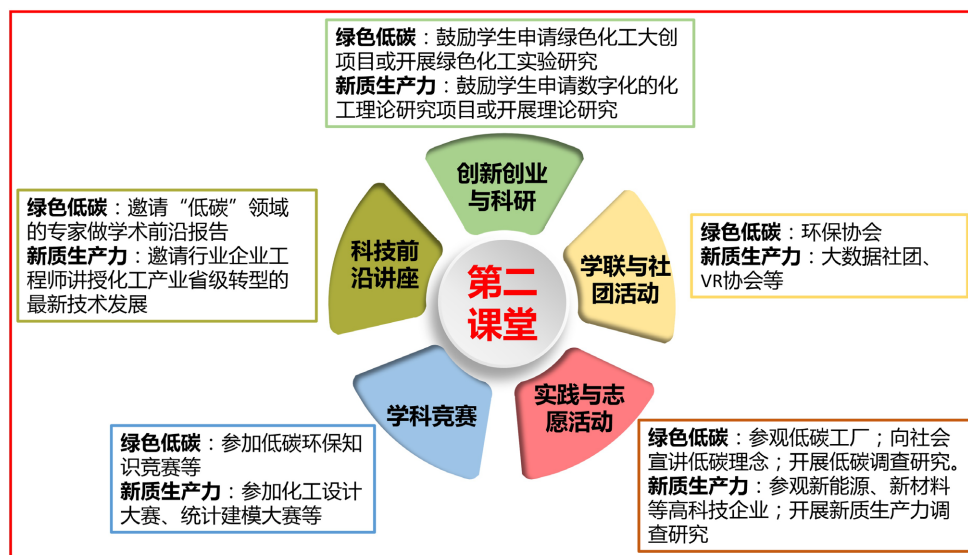 绿色低碳：鼓励学生申请绿色化工大创
项目或开展绿色化工实验研究
新质生产力：鼓励学生申请数字化的化
工理论研究项目或开展理论研究
创新创业
与科研
绿色低碳：邀请“低碳”领域
的专家做学术前沿报告
新质生产力：邀请行业企业工
程师讲授化工产业省级转型的
最新技术发展
科技前
沿讲座
第二
课堂
学联与社
团活动
绿色低碳：环保协会
新质生产力：大数据社团、
VR协会等
学科竞赛
绿色低碳：参加低碳环保知
识竞赛等
新质生产力：参加化工设计
大赛、统计建模大赛等
实践与志
愿活动
绿色低碳：参观低碳工厂；向社会
宣讲低碳理念；开展低碳调查研究。
新质生产力：参观新能源、新材料
等高科技企业；开展新质生产力调
查研究